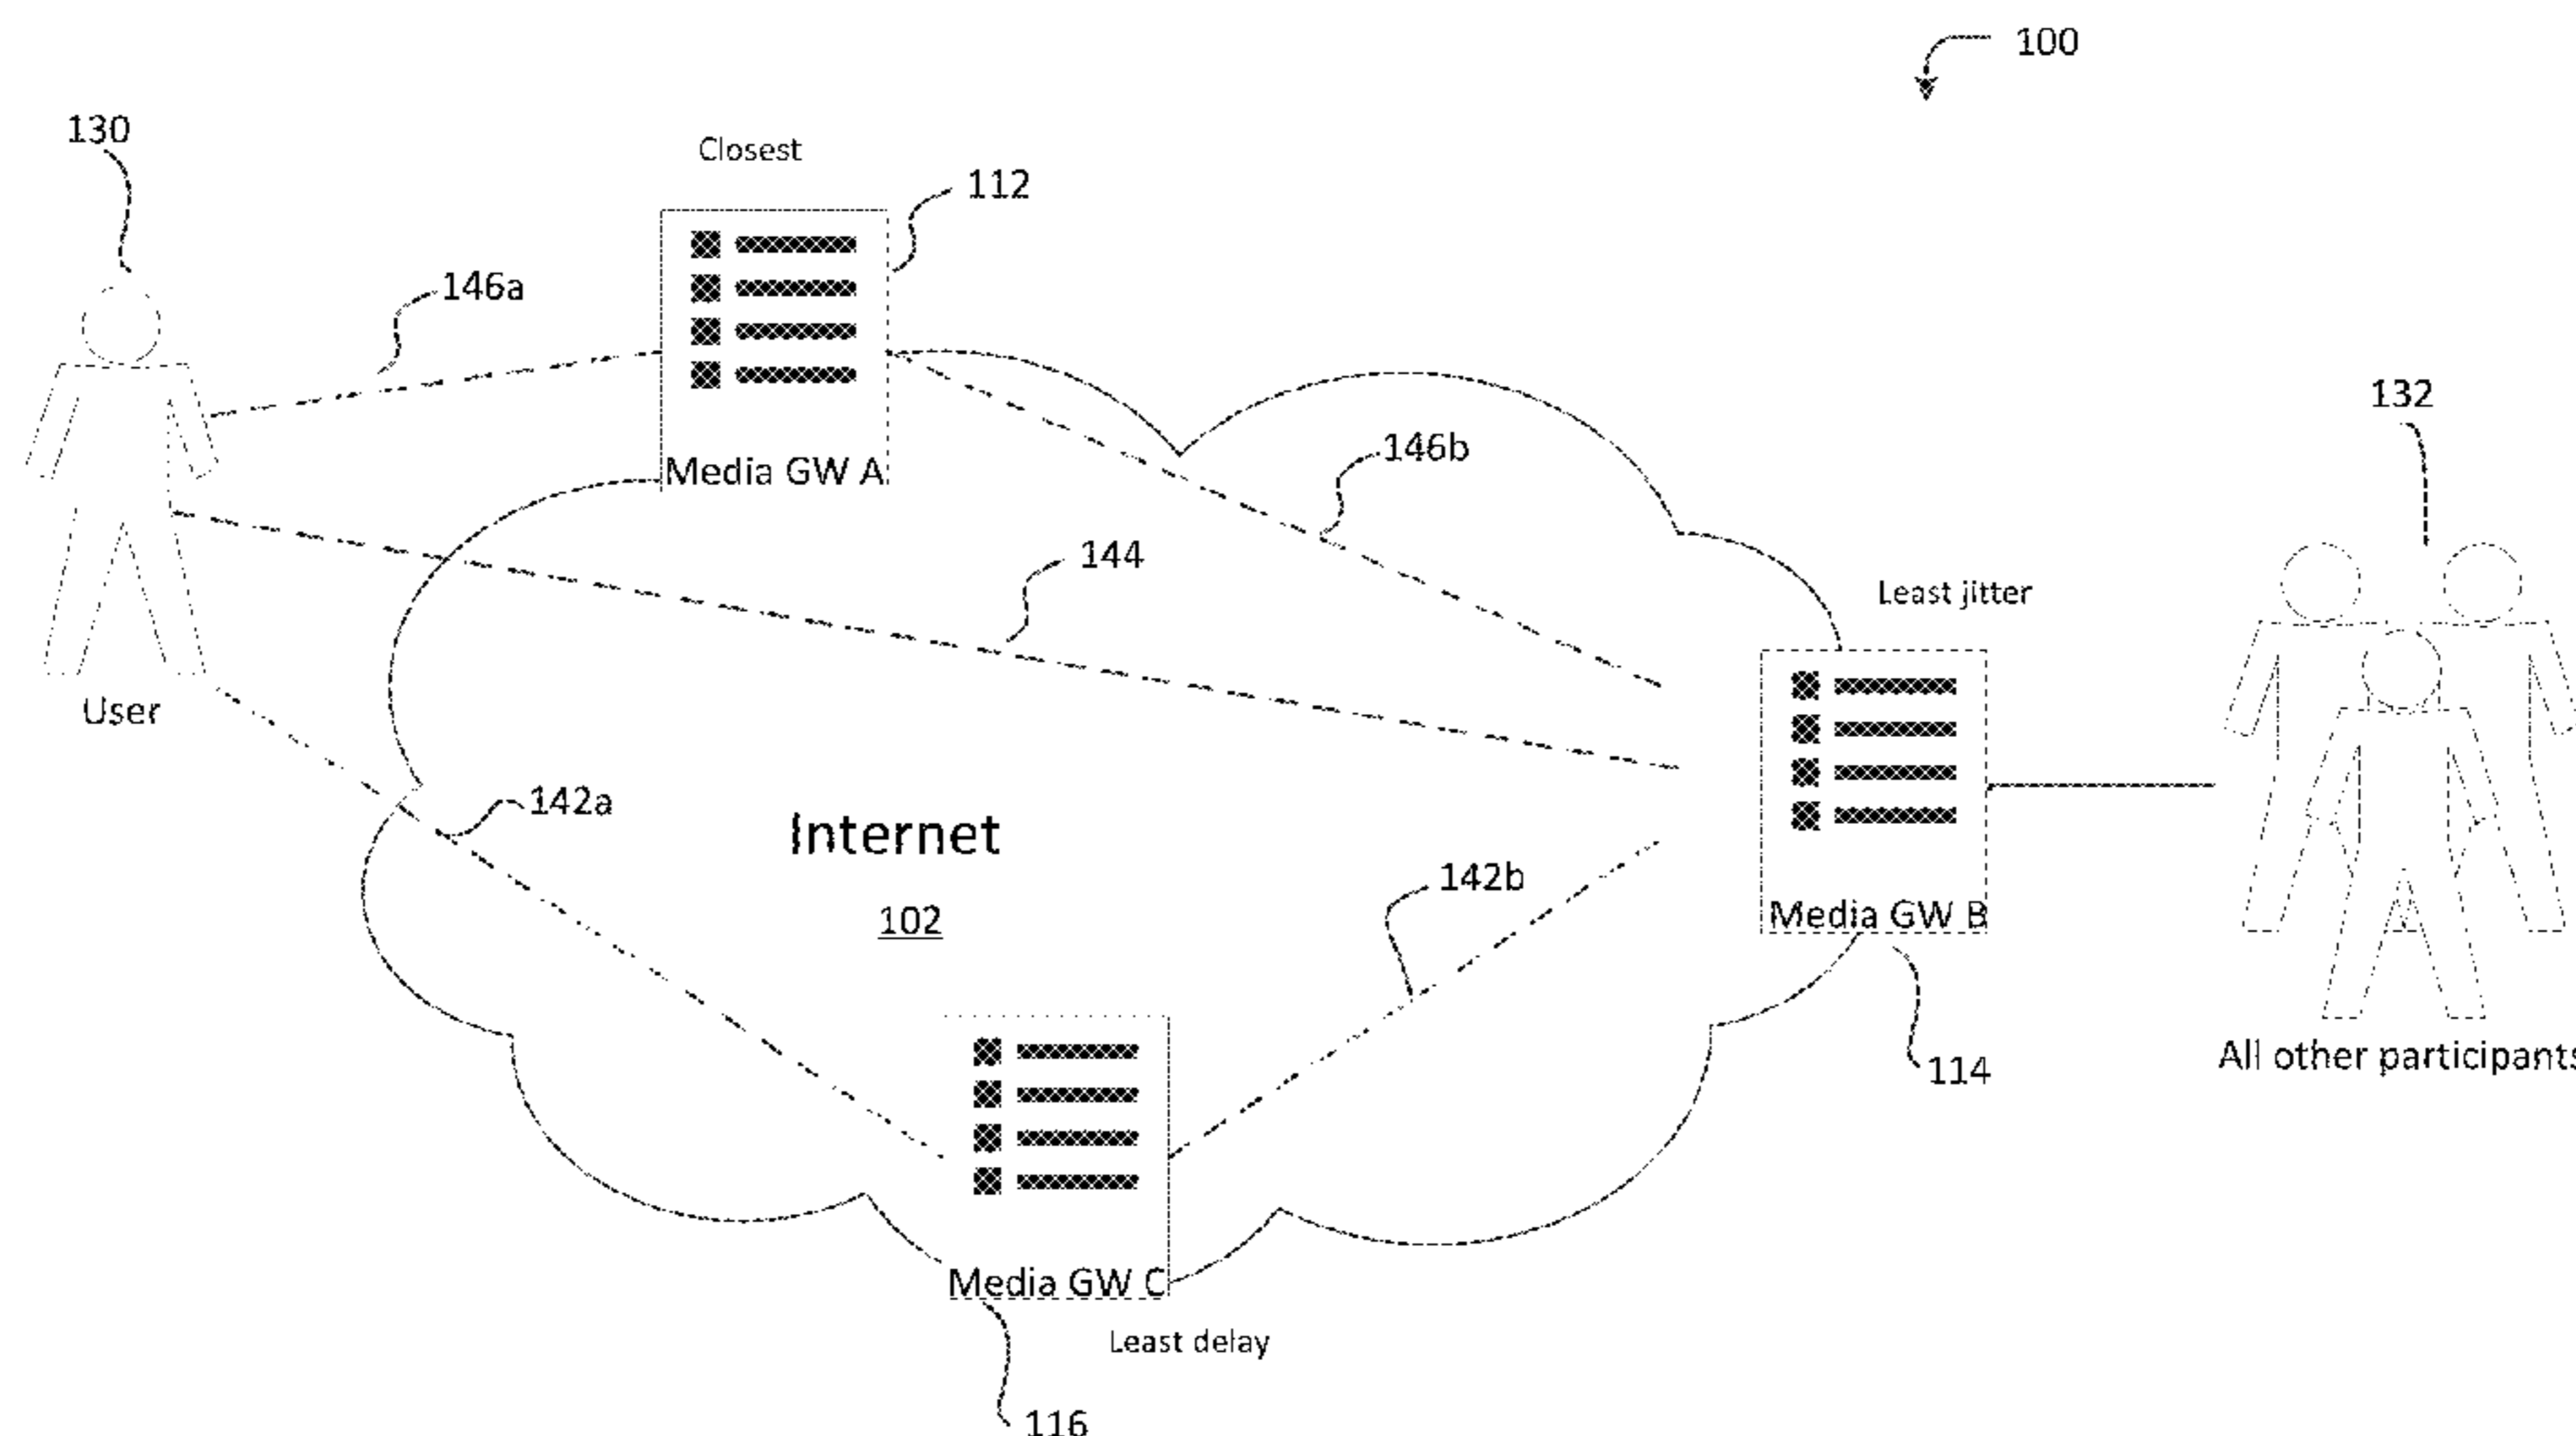 100
130
Closest
112
146a
Media GW A
146b
132
144
Least jitter
User
142a
Internet
142b
102
Media GW B
114
All other participants
Media GW C
Least delay
116